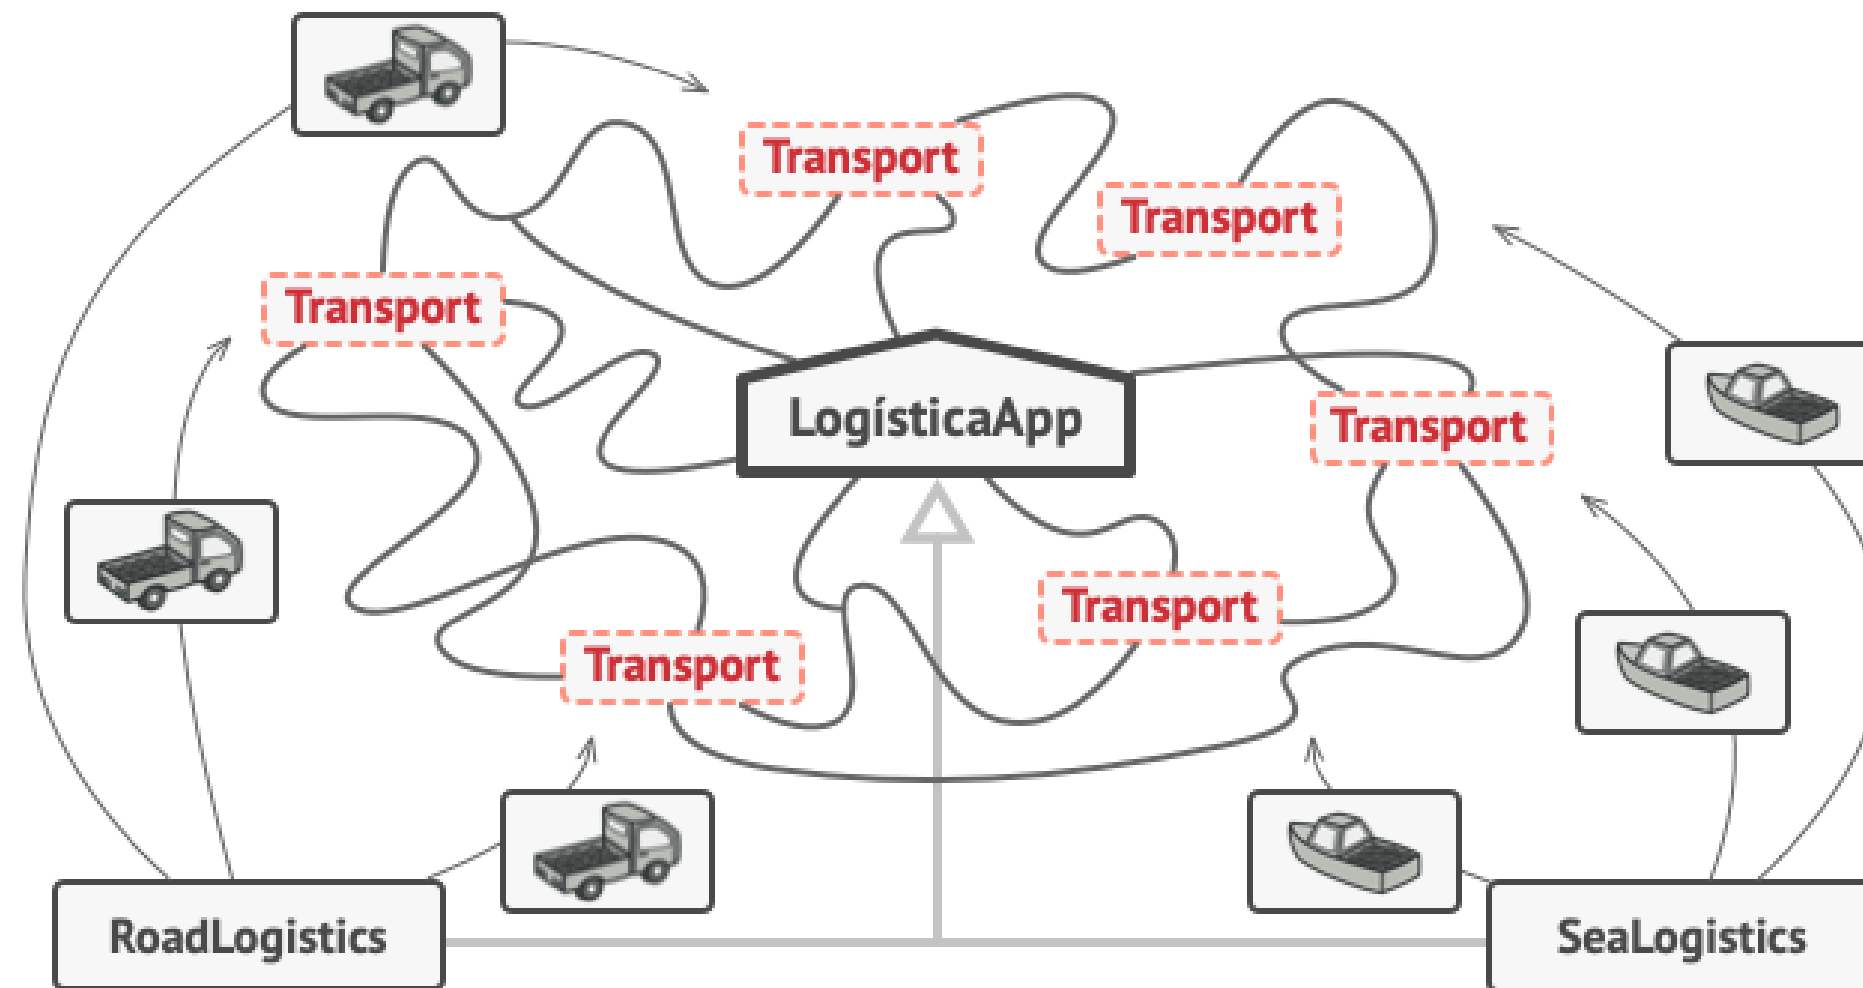 Transport
Transport
Transport
LogísticaApp
Transport
Transport
Transport
RoadLogistics
SeaLogistics